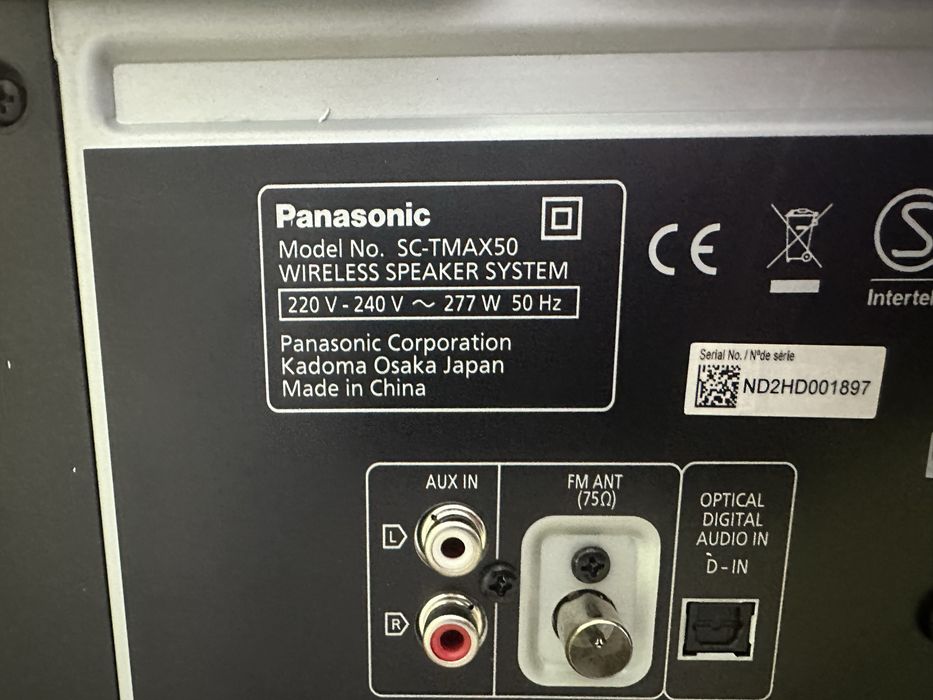 Panasonic
Model No. SC-TMAX50
WIRELESS SPEAKER SYSTEM
220 V - 240 V ～ 277 W 50 Hz
Panasonic Corporation
Kadoma Osaka Japan
Made in China
CE
S
Intertek
Serial No. / Nºde série
ND2HD001897
AUX IN
L
R
FM ANT
(75Ω)
OPTICAL
DIGITAL
AUDIO IN
D - IN